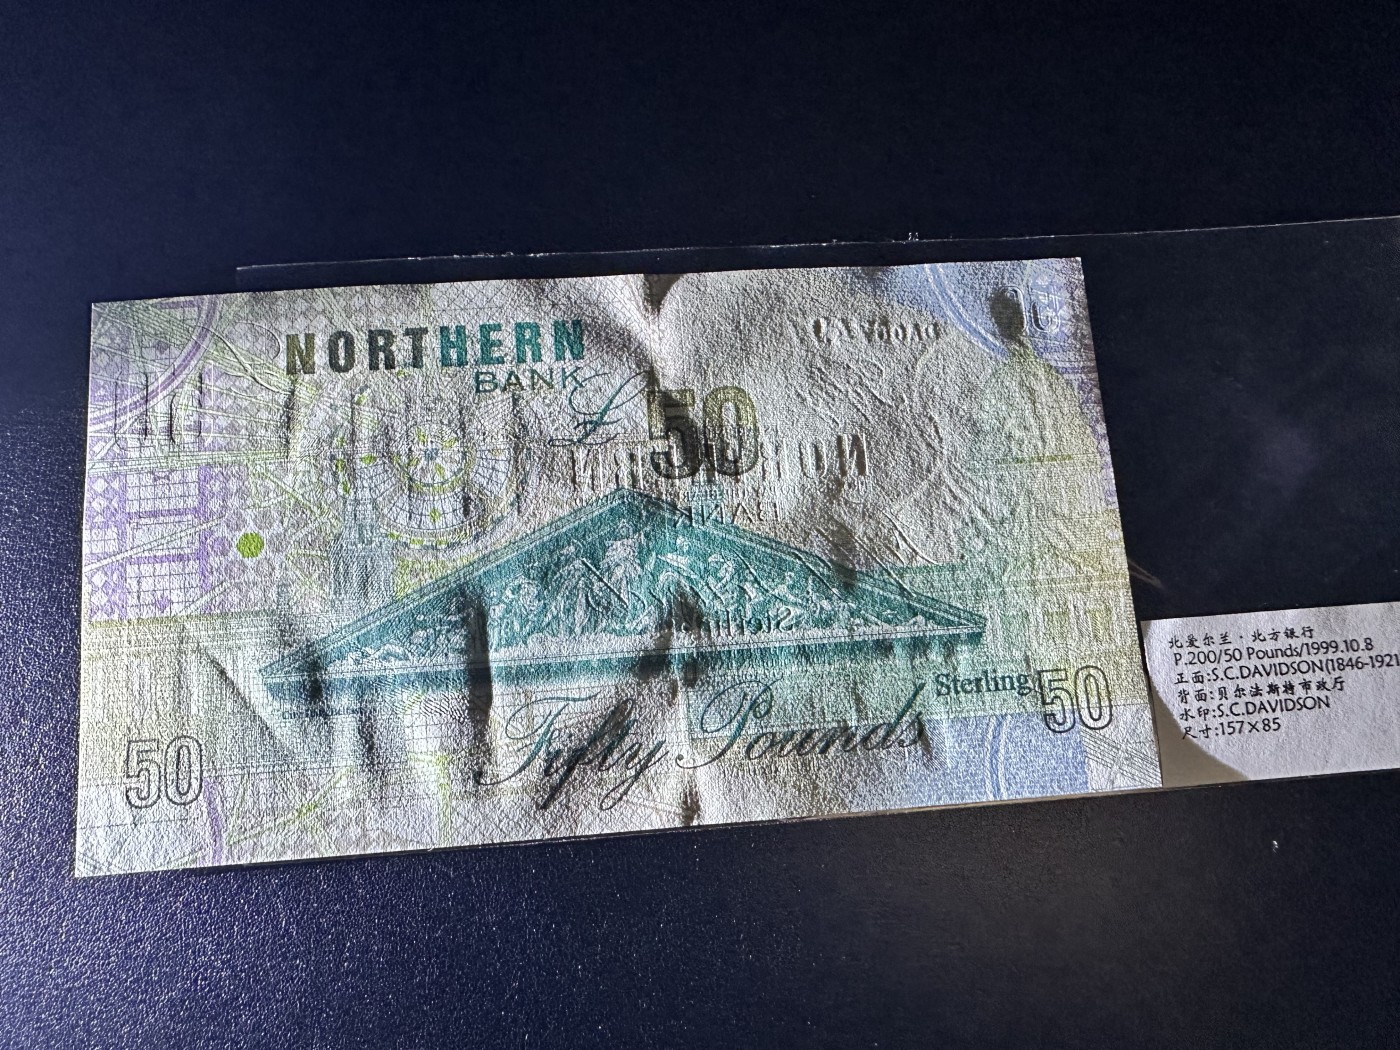 NORTHERN
BANK
£50
Sterling 50
Fifty Pounds
50
北爱尔兰·北方银行
P.200/50 Pounds/1999.10.8
正面:S.C.DAVIDSON(1846-1921
背面:贝尔法斯特市政厅
水印:S.C.DAVIDSON
尺寸:157×85